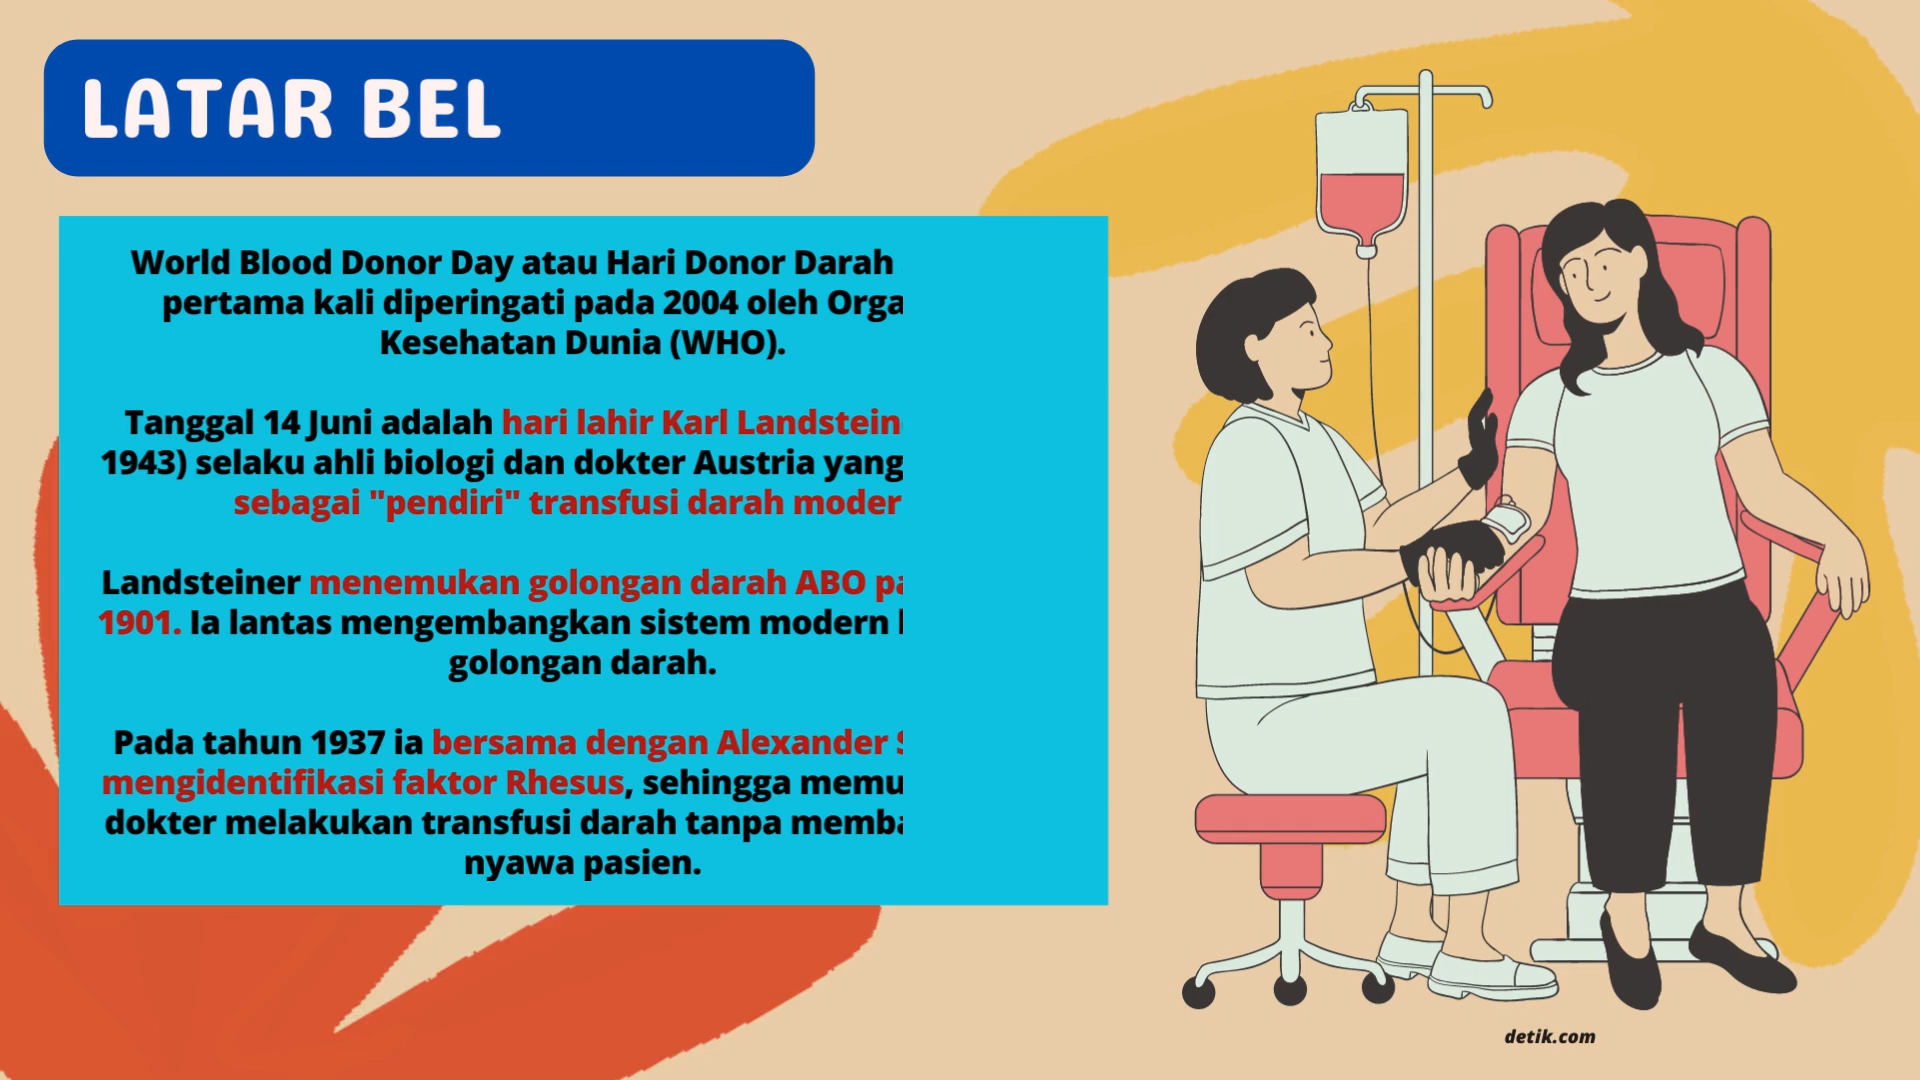 LATAR BEL
World Blood Donor Day atau Hari Donor Darah
pertama kali diperingati pada 2004 oleh Orga
Kesehatan Dunia (WHO).
Tanggal 14 Juni adalah hari lahir Karl Landstein
1943) selaku ahli biologi dan dokter Austria yang
sebagai "pendiri" transfusi darah moder
Landsteiner menemukan golongan darah ABO pa
1901. Ia lantas mengembangkan sistem modern
golongan darah.
Pada tahun 1937 ia bersama dengan Alexander S
mengidentifikasi faktor Rhesus, sehingga memu
dokter melakukan transfusi darah tanpa memba
nyawa pasien.
detik.com